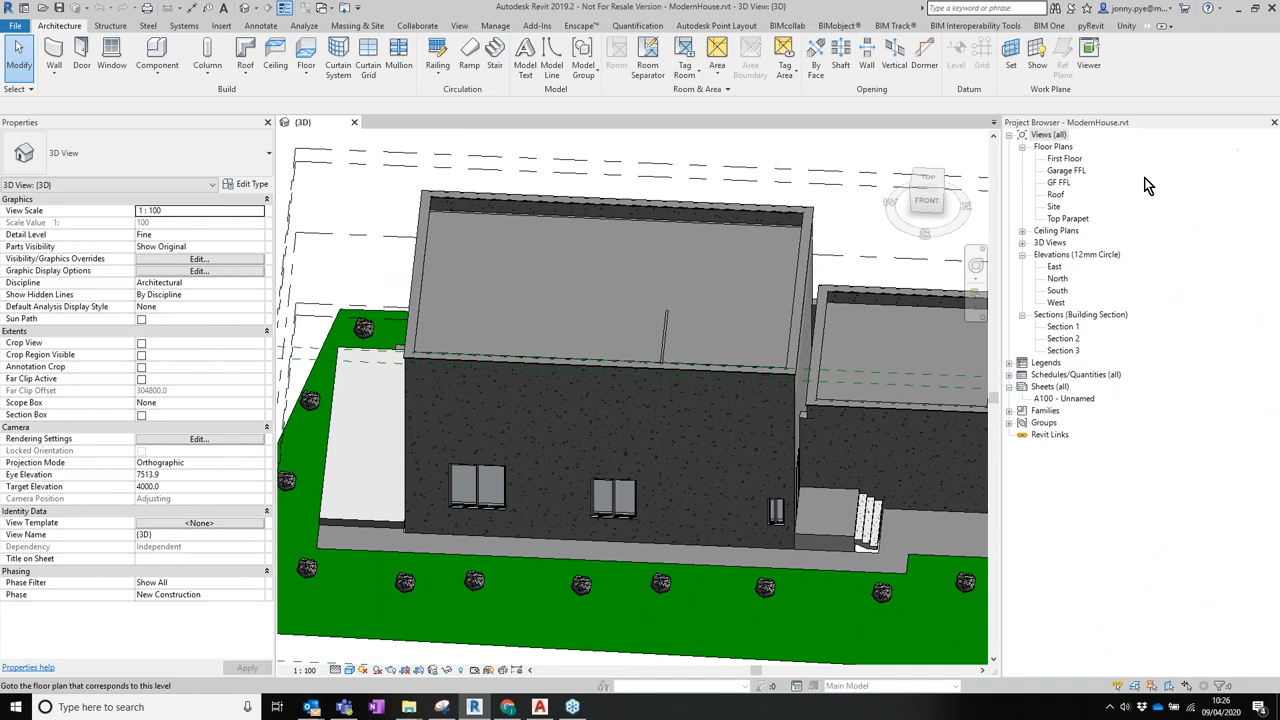 Autodesk Revit 2019.2 - Not For Resale Version - ModernHouse.rvt - 3D View: {3D}
Type a keyword or phrase
jonny.pye@m...
File Architecture Structure Steel Systems Insert Annotate Analyze Massing & Site Collaborate View Manage Add-Ins Enscape™ Quantification Autodesk Point Layout BIMcollab BIMobject® BIM Track® BIM Interoperability Tools BIM One pyRevit Unity
Modify Wall Door Window Component Column Roof Ceiling Floor Curtain System Curtain Grid Mullion Railing Ramp Stair Model Text Model Line Model Group Room Room Separator Tag Room Area Area Boundary Tag Area By Face Shaft Wall Vertical Dormer Level Grid Set Show Ref Plane Viewer
Select Build Circulation Model Room & Area Opening Datum Work Plane
Properties
3D View
3D View: {3D} Edit Type
Graphics
View Scale 1 : 100
Scale Value 1: 100
Detail Level Fine
Parts Visibility Show Original
Visibility/Graphics Overrides Edit...
Graphic Display Options Edit...
Discipline Architectural
Show Hidden Lines By Discipline
Default Analysis Display Style None
Sun Path
Extents
Crop View
Crop Region Visible
Annotation Crop
Far Clip Active
Far Clip Offset 304800.0
Scope Box None
Section Box
Camera
Rendering Settings Edit...
Locked Orientation
Projection Mode Orthographic
Eye Elevation 7513.9
Target Elevation 4000.0
Camera Position Adjusting
Identity Data
View Template <None>
View Name {3D}
Dependency Independent
Title on Sheet
Phasing
Phase Filter Show All
Phase New Construction
Properties help Apply
{3D}
TOP
FRONT
W
E
S
1 : 100
Project Browser - ModernHouse.rvt
Views (all)
Floor Plans
First Floor
Garage FFL
GF FFL
Roof
Site
Top Parapet
Ceiling Plans
3D Views
Elevations (12mm Circle)
East
North
South
West
Sections (Building Section)
Section 1
Section 2
Section 3
Legends
Schedules/Quantities (all)
Sheets (all)
A100 - Unnamed
Families
Groups
Revit Links
Goto the floor plan that corresponds to this level
:0
Main Model
:0
Type here to search
10:26
09/04/2020